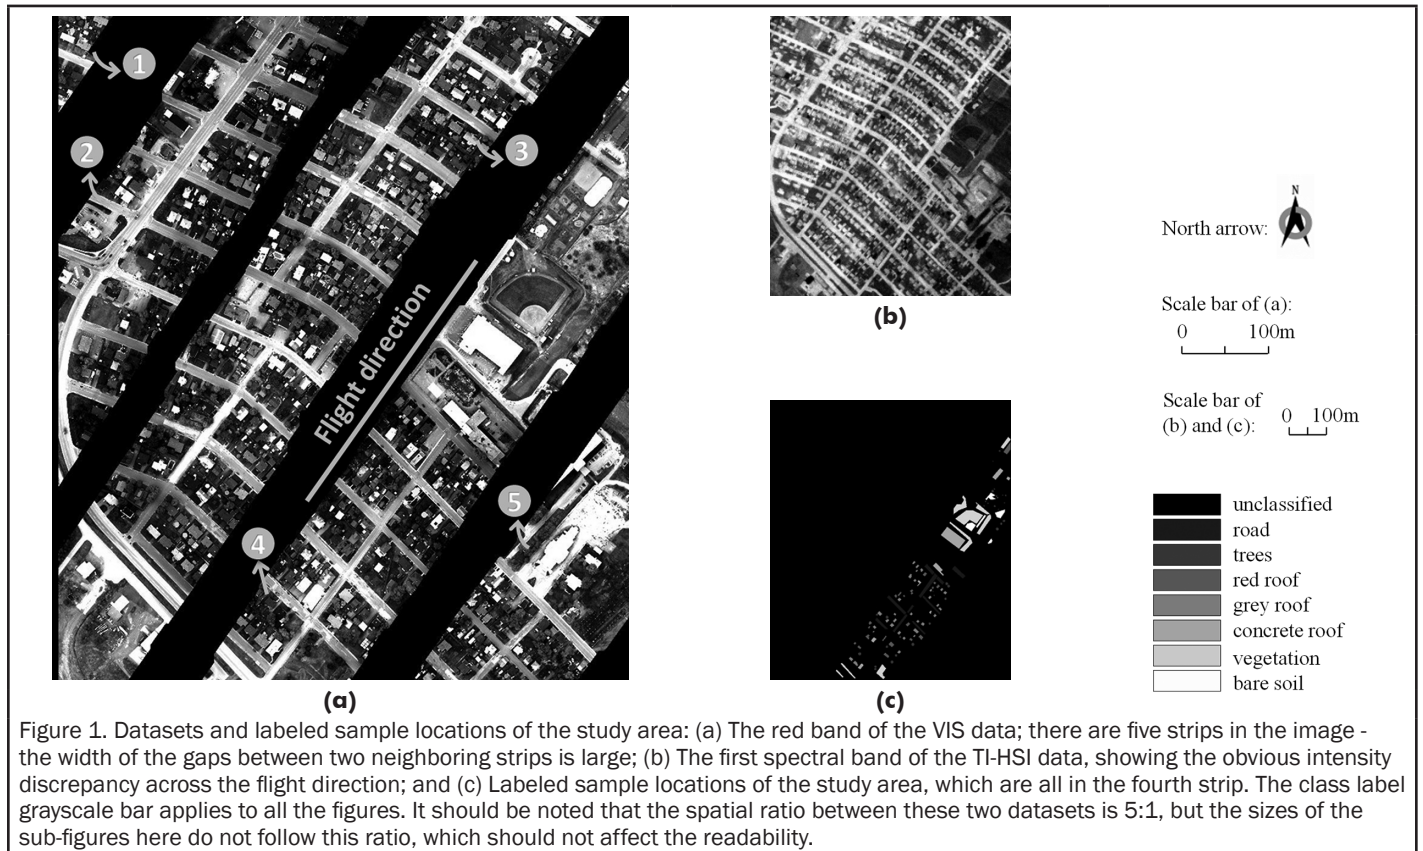 1
2
3
Flight direction
4
5
(a)
(b)
(c)
N
North arrow:
Scale bar of (a):
0 100m
Scale bar of
(b) and (c): 0 100m
unclassified
road
trees
red roof
grey roof
concrete roof
vegetation
bare soil
Figure 1. Datasets and labeled sample locations of the study area: (a) The red band of the VIS data; there are five strips in the image -
the width of the gaps between two neighboring strips is large; (b) The first spectral band of the TI-HSI data, showing the obvious intensity
discrepancy across the flight direction; and (c) Labeled sample locations of the study area, which are all in the fourth strip. The class label
grayscale bar applies to all the figures. It should be noted that the spatial ratio between these two datasets is 5:1, but the sizes of the
sub-figures here do not follow this ratio, which should not affect the readability.